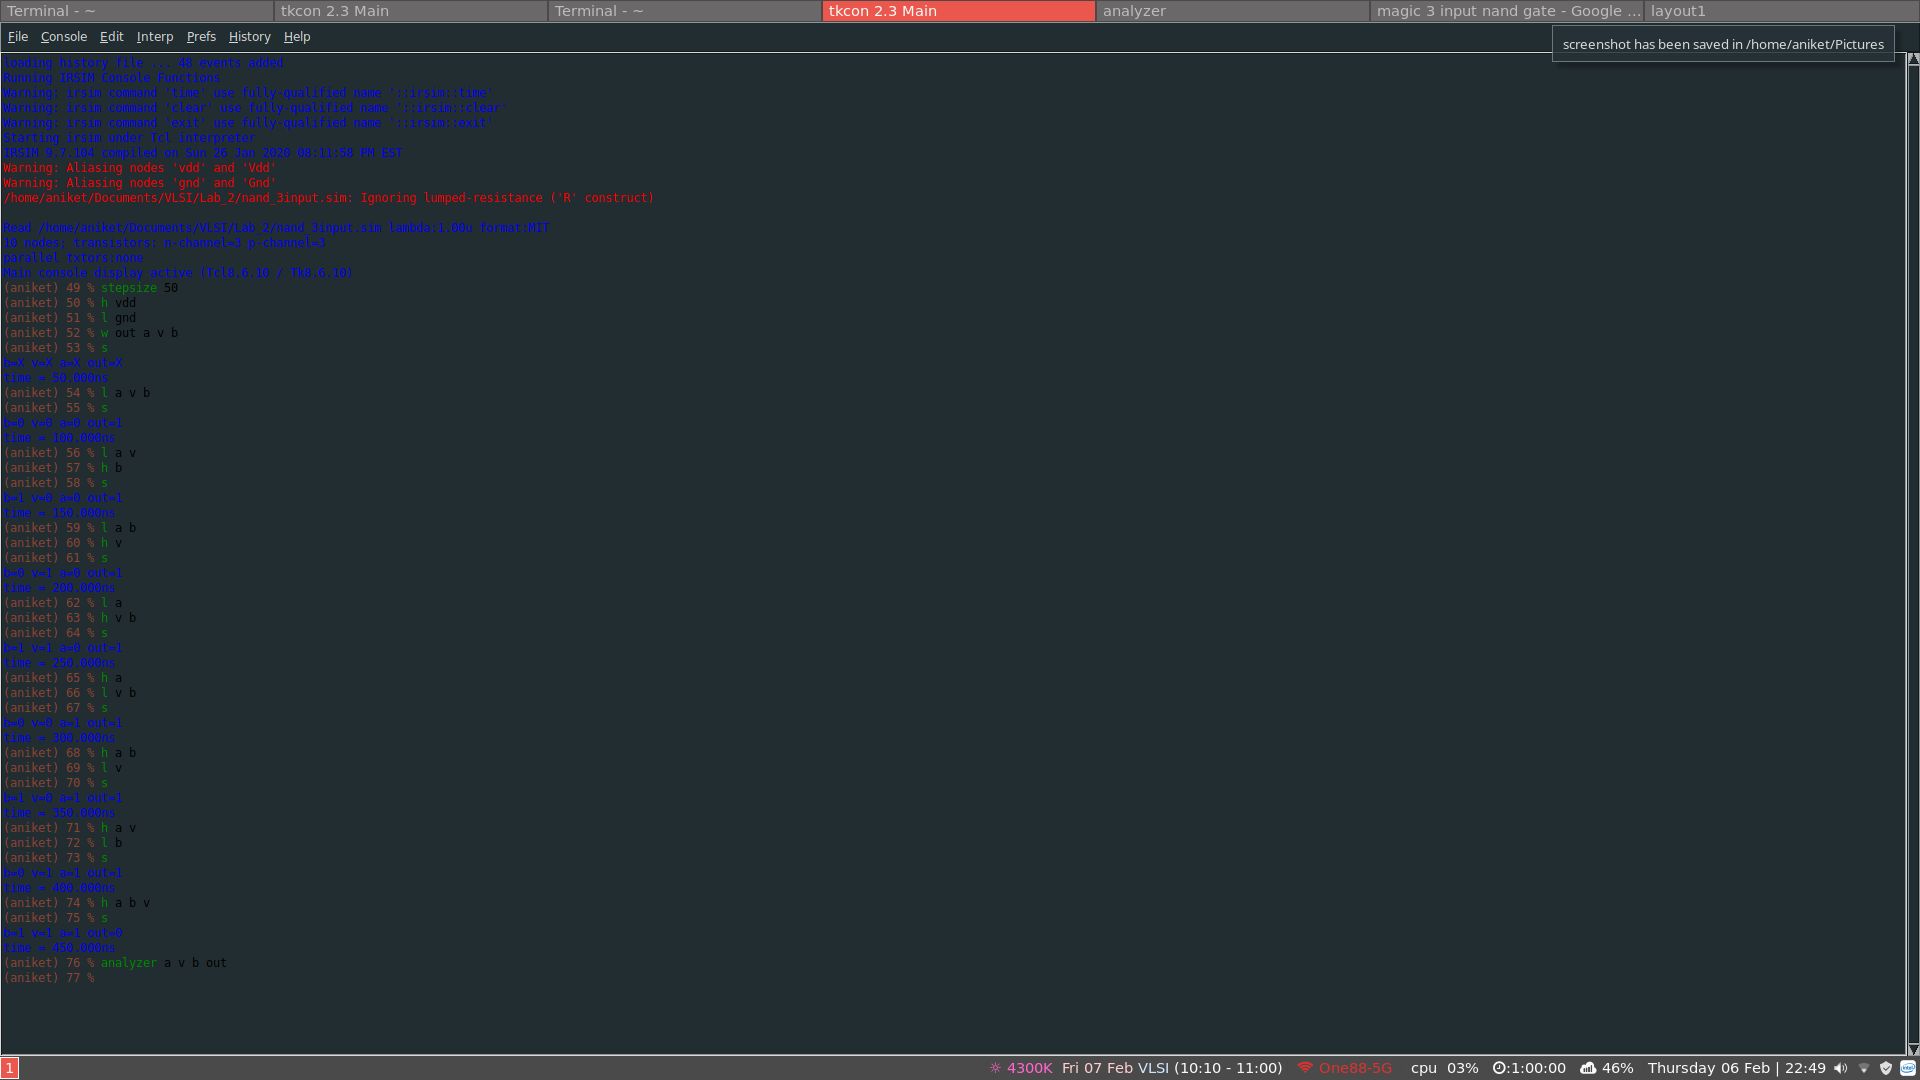 Terminal - ~
tkcon 2.3 Main
Terminal - ~
tkcon 2.3 Main
analyzer
magic 3 input nand gate - Google ...
layout1
File Console Edit Interp Prefs History Help
screenshot has been saved in /home/aniket/Pictures
loading history file ... 48 events added
Running IRSIM Console Functions
Warning: irsim command 'time' use fully-qualified name '::irsim::time'
Warning: irsim command 'clear' use fully-qualified name '::irsim::clear'
Warning: irsim command 'exit' use fully-qualified name '::irsim::exit'
Starting irsim under Tcl interpreter
IRSIM 9.7.104 compiled on Sun 26 Jan 2020 08:11:58 PM EST
Warning: Aliasing nodes 'vdd' and 'Vdd'
Warning: Aliasing nodes 'gnd' and 'Gnd'
/home/aniket/Documents/VLSI/Lab_2/nand_3input.sim: Ignoring lumped-resistance ('R' construct)
Read /home/aniket/Documents/VLSI/Lab_2/nand_3input.sim lambda:1.00u format:MIT
10 nodes; transistors: n-channel=3 p-channel=3
parallel txtors:none
Main console display active (Tcl8.6.10 / Tk8.6.10)
(aniket) 49 % stepsize 50
(aniket) 50 % h vdd
(aniket) 51 % l gnd
(aniket) 52 % w out a v b
(aniket) 53 % s
b=X v=X a=X out=X
time = 50.000ns
(aniket) 54 % l a v b
(aniket) 55 % s
b=0 v=0 a=0 out=1
time = 100.000ns
(aniket) 56 % l a v
(aniket) 57 % h b
(aniket) 58 % s
b=1 v=0 a=0 out=1
time = 150.000ns
(aniket) 59 % l a b
(aniket) 60 % h v
(aniket) 61 % s
b=0 v=1 a=0 out=1
time = 200.000ns
(aniket) 62 % l a
(aniket) 63 % h v b
(aniket) 64 % s
b=1 v=1 a=0 out=1
time = 250.000ns
(aniket) 65 % h a
(aniket) 66 % l v b
(aniket) 67 % s
b=0 v=0 a=1 out=1
time = 300.000ns
(aniket) 68 % h a b
(aniket) 69 % l v
(aniket) 70 % s
b=1 v=0 a=1 out=1
time = 350.000ns
(aniket) 71 % h a v
(aniket) 72 % l b
(aniket) 73 % s
b=0 v=1 a=1 out=1
time = 400.000ns
(aniket) 74 % h a b v
(aniket) 75 % s
b=1 v=1 a=1 out=0
time = 450.000ns
(aniket) 76 % analyzer a v b out
(aniket) 77 %
1
4300K Fri 07 Feb VLSI (10:10 - 11:00) One88-5G cpu 03% :1:00:00 46% Thursday 06 Feb | 22:49